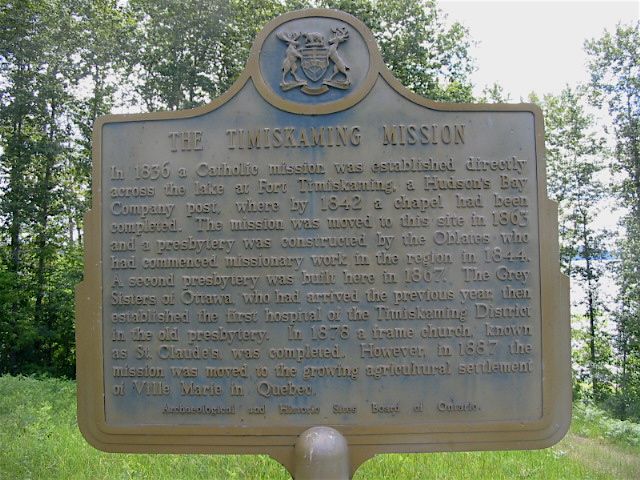 THE TIMISKAMING MISSION
In 1836 a Catholic mission was established directly
across the lake at Fort Timiskaming, a Hudson's Bay
Company post, where by 1842 a chapel had been
completed. The mission was moved to this site in 1863
and a presbytery was constructed by the Oblates who
had commenced missionary work in the region in 1844.
A second presbytery was built here in 1867. The Grey
Sisters of Ottawa, who had arrived the previous year, then
established the first hospital of the Timiskaming District
in the old presbytery. In 1878 a frame church, known
as St. Claude's, was completed. However, in 1887 the
mission was moved to the growing agricultural settlement
of Ville Marie in Quebec.
Archaeological and Historic Sites Board of Ontario.